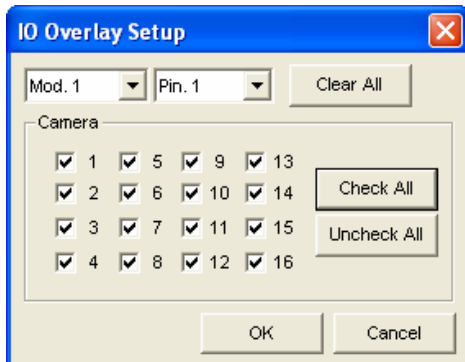 IO Overlay Setup
Mod. 1 Pin. 1 Clear All
Camera
1 5 9 13
2 6 10 14
3 7 11 15
4 8 12 16
Check All
Uncheck All
OK Cancel